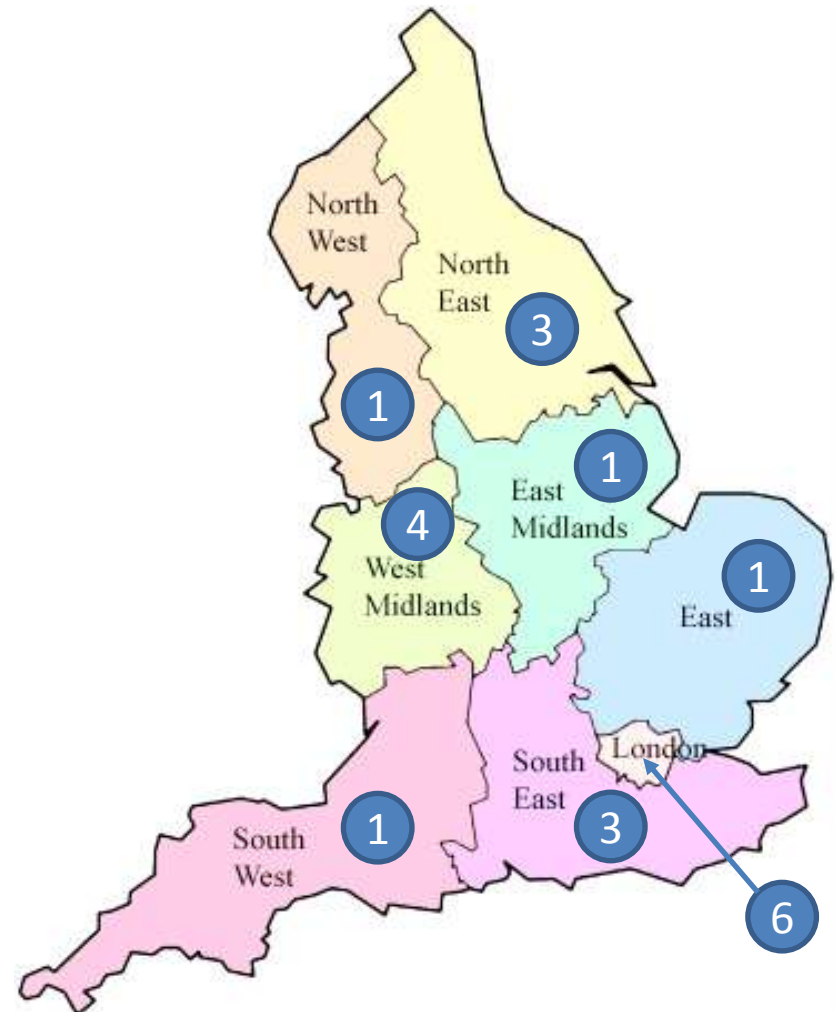 North
West
North
East
3
1
1
East
Midlands
4
West
Midlands
1
East
London
South
East
3
1
South
West
6